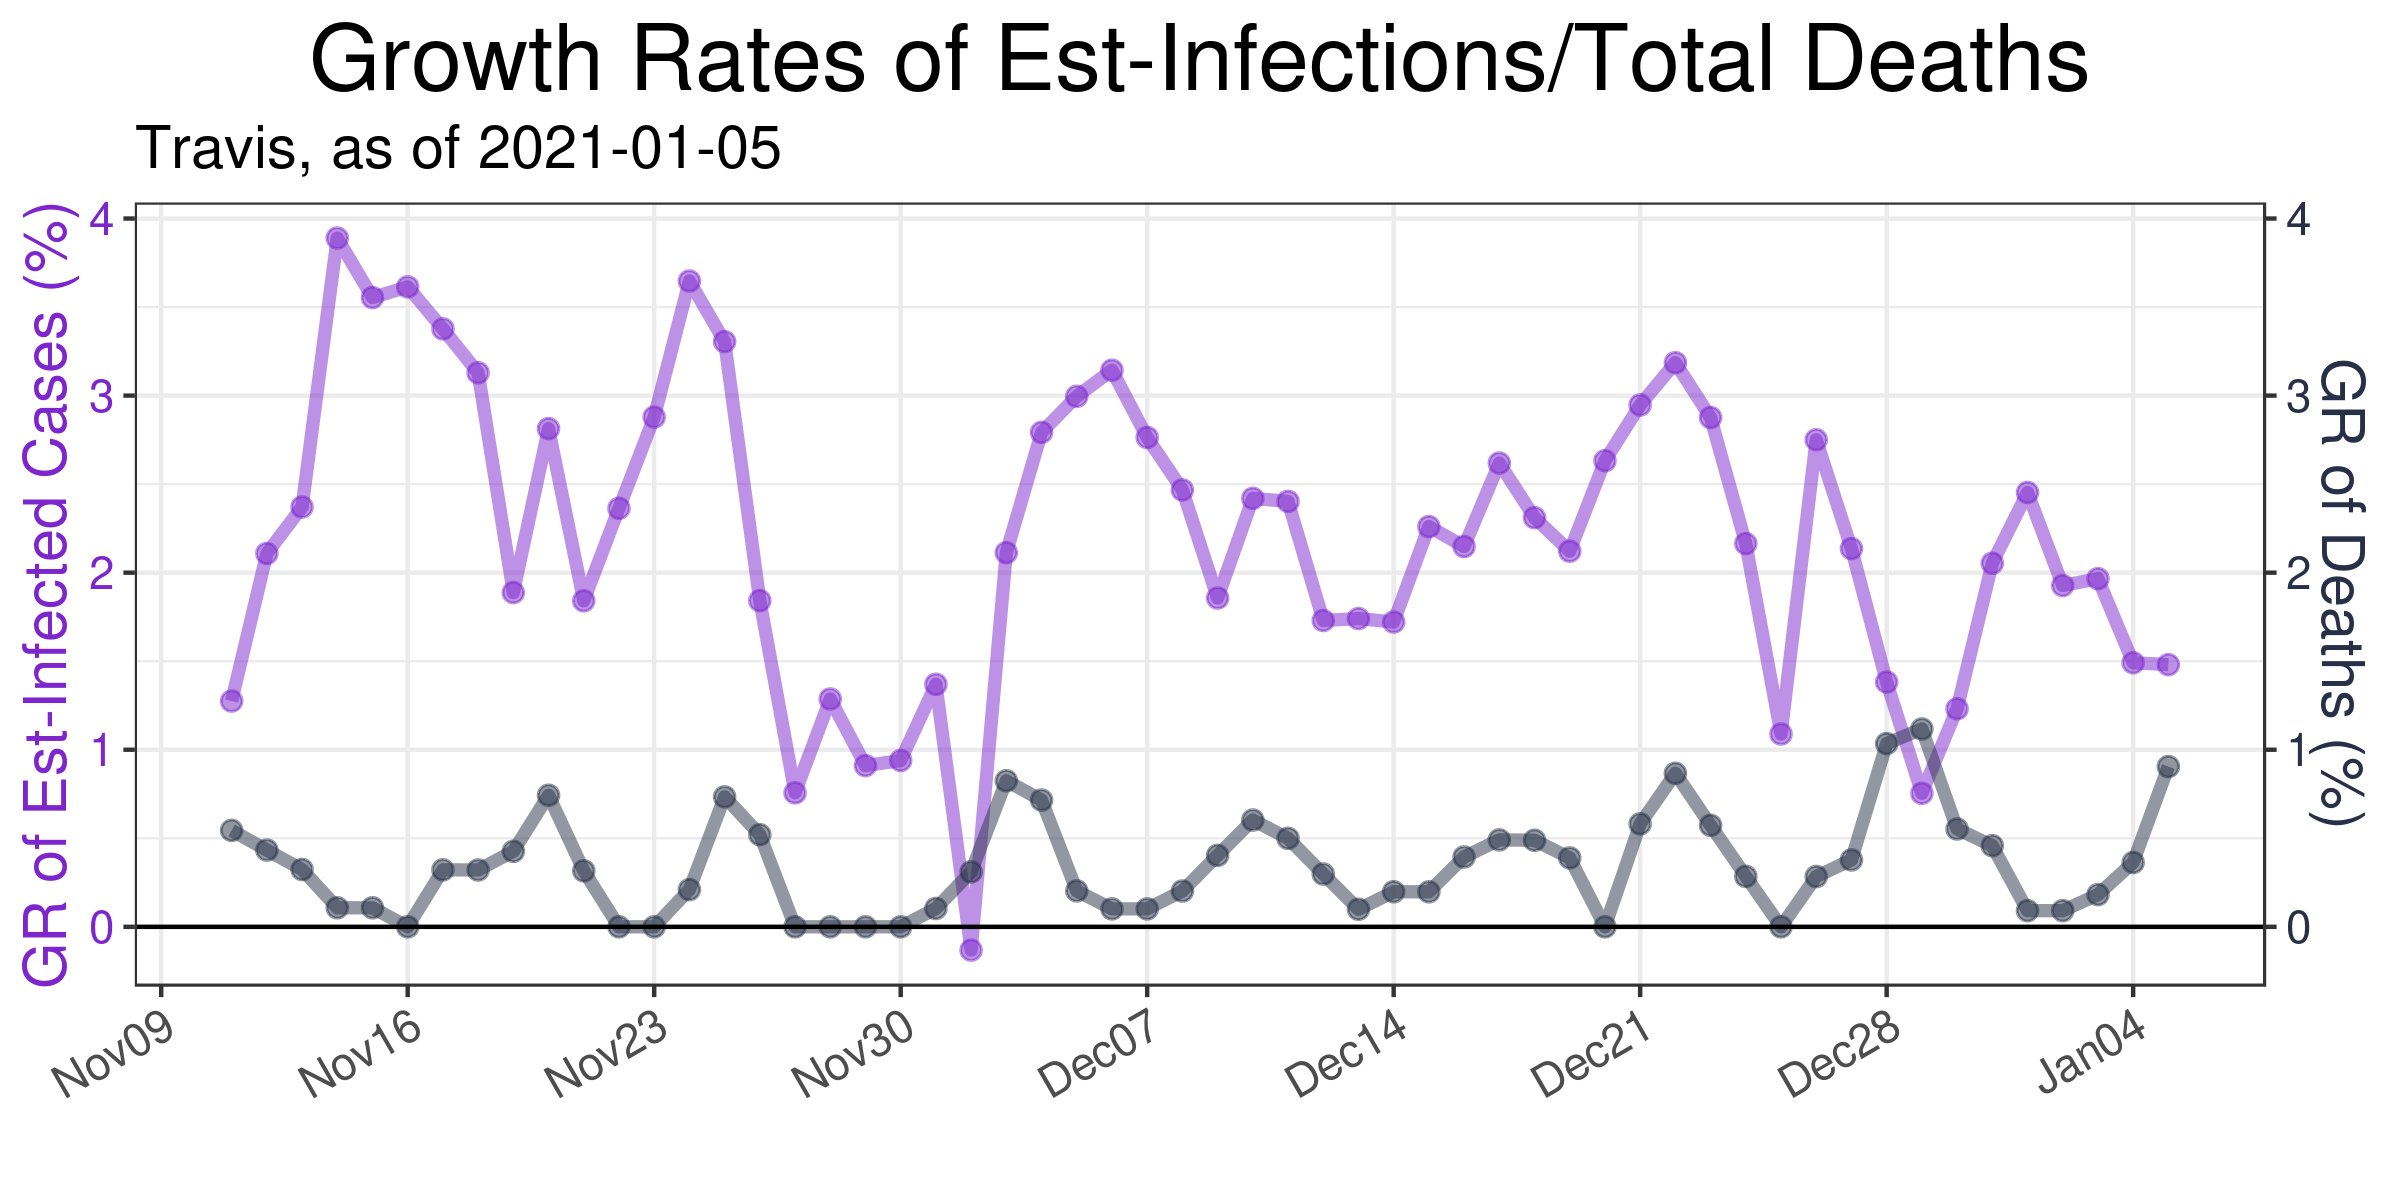 Growth Rates of Est-Infections/Total Deaths
Travis, as of 2021-01-05
GR of Est-Infected Cases (%)
4
3
2
1
0
4
3
2
1
0
GR of Deaths (%)
Nov09
Nov16
Nov23
Nov30
Dec07
Dec14
Dec21
Dec28
Jan04